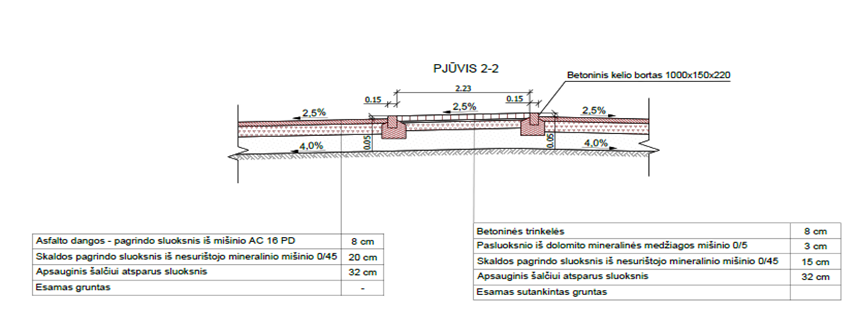 PJŪVIS 2-2
Betoninis kelio bortas 1000x150x220
2.23
0.15
0.15
2,5%
2,5%
2,5%
0.05
0.05
4,0%
4,0%
Asfalto dangos - pagrindo sluoksnis iš mišinio AC 16 PD 8 cm
Skaldos pagrindo sluoksnis iš nesurištojo mineralinio mišinio 0/45 20 cm
Apsauginis šalčiui atsparus sluoksnis 32 cm
Esamas gruntas -
Betoninės trinkelės 8 cm
Pasluoksnio iš dolomito mineralinės medžiagos mišinio 0/5 3 cm
Skaldos pagrindo sluoksnis iš nesurištojo mineralinio mišinio 0/45 15 cm
Apsauginis šalčiui atsparus sluoksnis 32 cm
Esamas sutankintas gruntas